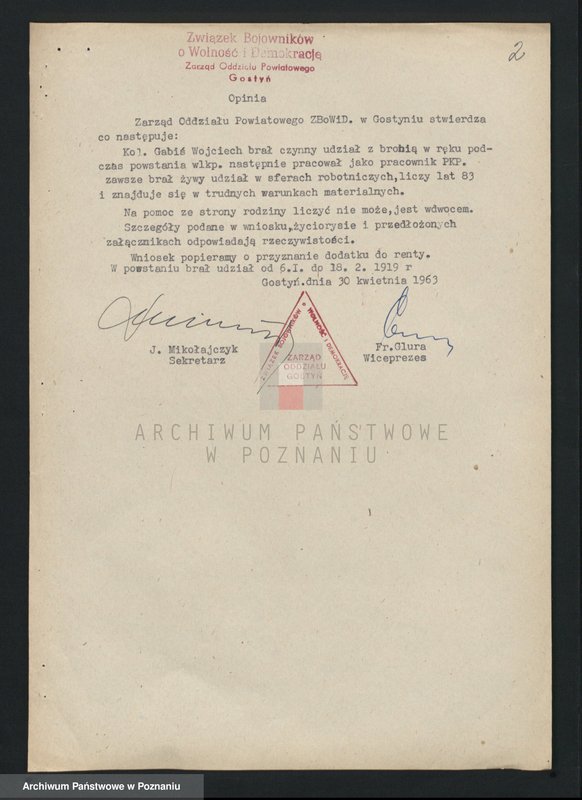 Związek Bojowników
o Wolność i Demokrację
Zarząd Oddziału Powiatowego
Gostyń
2
Opinia
Zarząd Oddziału Powiatowego ZBoWiD. w Gostyniu stwierdza
co następuje:
Kol. Gabiś Wojciech brał czynny udział z bronią w ręku pod-
czas powstania wlkp. następnie pracował jako pracownik PKP.
zawsze brał żywy udział w sferach robotniczych,liczy lat 83
i znajduje się w trudnych warunkach materialnych.
Na pomoc ze strony rodziny liczyć nie może,jest wdwocem.
Szczegóły podane w wniosku,życiorysie i przedłożonych
załącznikach odpowiadają rzeczywistości.
Wniosek popieramy o przyznanie dodatku do renty.
W powstaniu brał udział od 6.I. do 18. 2. 1919 r
Gostyń.dnia 30 kwietnia 1963
J. Mikołajczyk
Sekretarz
ZWIĄZEK BOJOWNIKÓW o WOLNOŚĆ i DEMOKRACJĘ
ZARZĄD
ODDZIAŁU
GOSTYŃ
Fr.Glura
Wiceprezes
ARCHIWUM PAŃSTWOWE
W POZNANIU
Archiwum Państwowe w Poznaniu